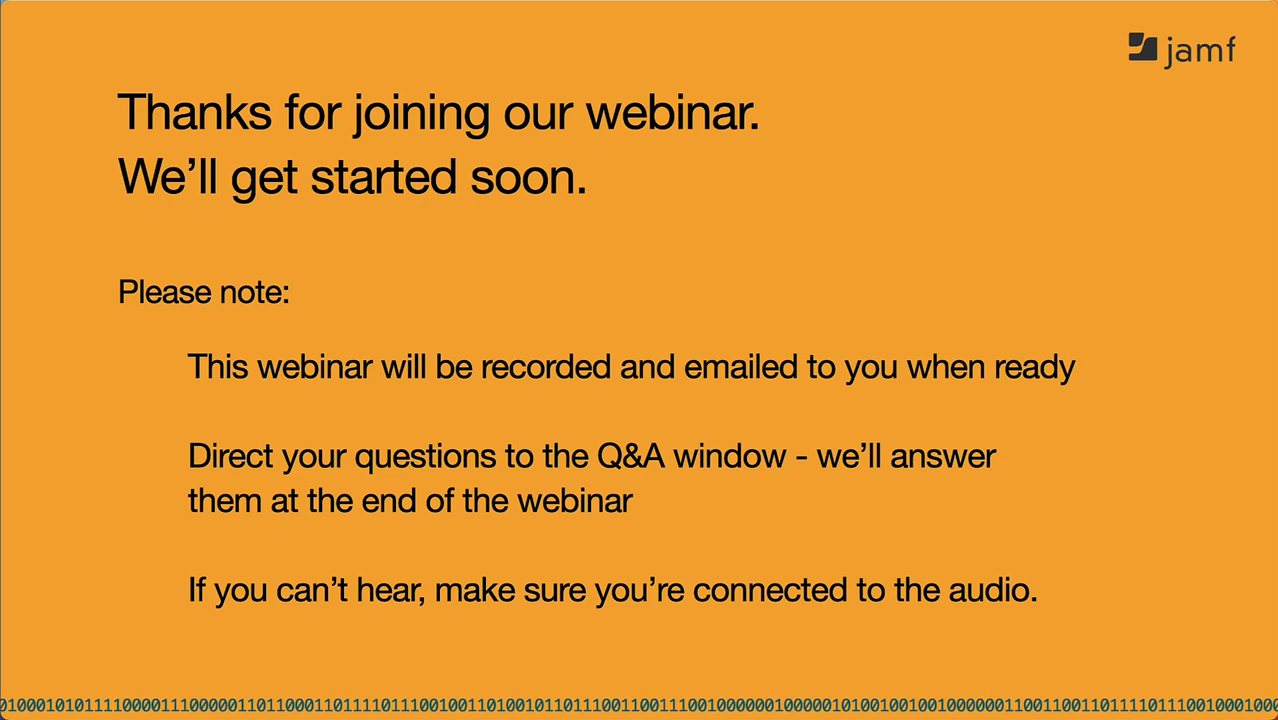 jamf
Thanks for joining our webinar.
We’ll get started soon.
Please note:
This webinar will be recorded and emailed to you when ready
Direct your questions to the Q&A window - we’ll answer
them at the end of the webinar
If you can’t hear, make sure you’re connected to the audio.